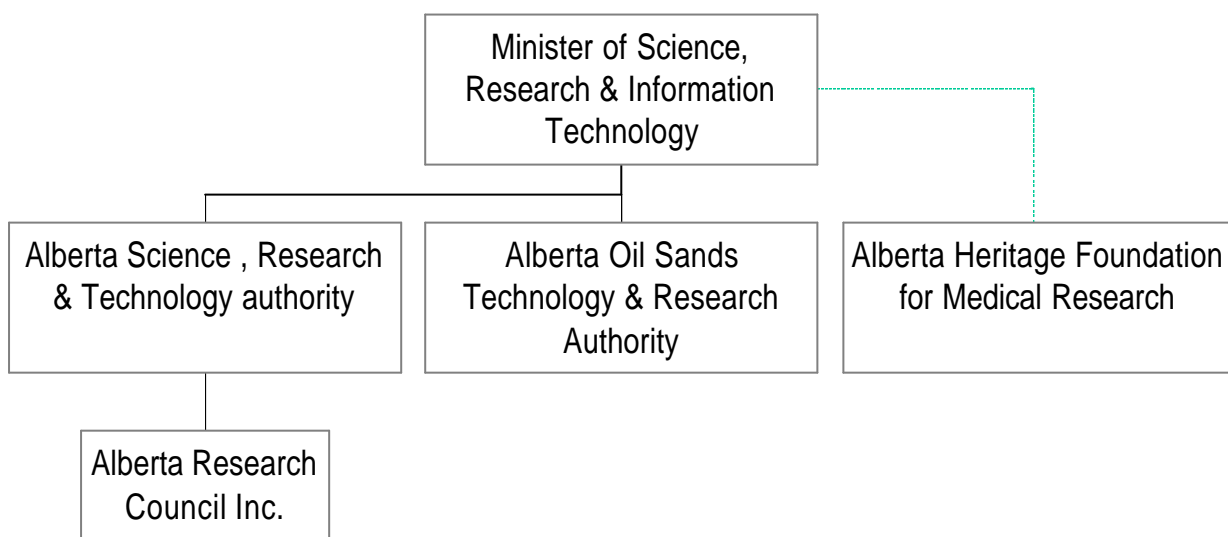 Minister of Science,
Research & Information
Technology
Alberta Science , Research
& Technology authority
Alberta Oil Sands
Technology & Research
Authority
Alberta Heritage Foundation
for Medical Research
Alberta Research
Council Inc.